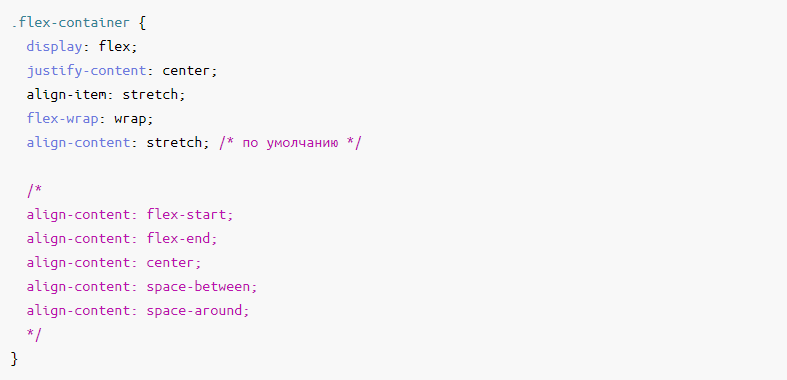 .flex-container {
  display: flex;
  justify-content: center;
  align-item: stretch;
  flex-wrap: wrap;
  align-content: stretch; /* по умолчанию */

  /*
  align-content: flex-start;
  align-content: flex-end;
  align-content: center;
  align-content: space-between;
  align-content: space-around;
  */
}